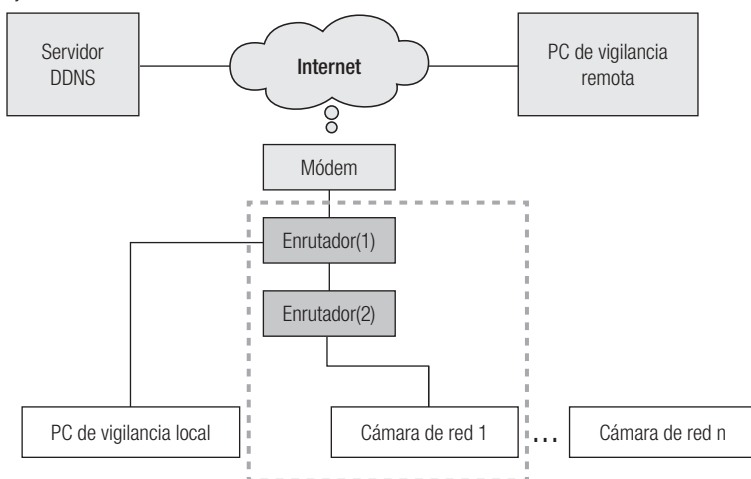 Servidor
DDNS
Internet
PC de vigilancia
remota
Módem
Enrutador(1)
Enrutador(2)
PC de vigilancia local
Cámara de red 1
...
Cámara de red n